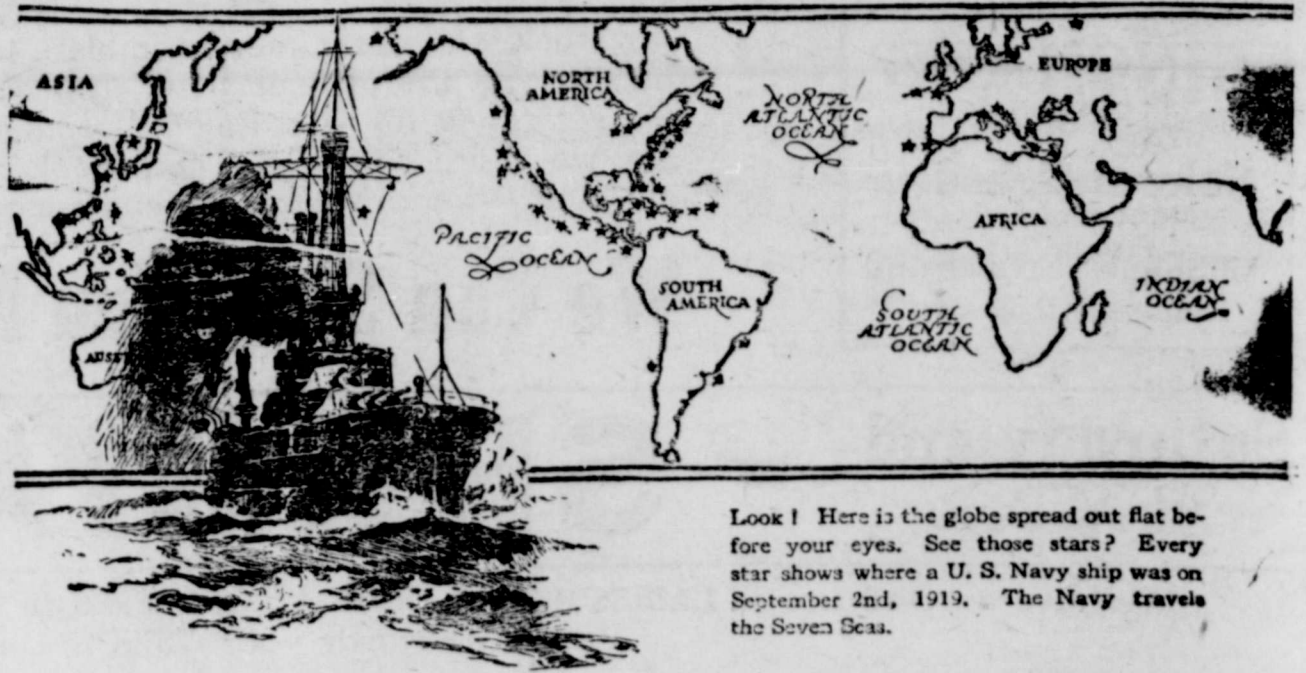 ASIA
NORTH
AMERICA
NORTH
ATLANTIC
OCEAN
EUROPE
PACIFIC
OCEAN
AFRICA
SOUTH
AMERICA
INDIAN
OCEAN
SOUTH
ATLANTIC
OCEAN
AUST
Look! Here is the globe spread out flat be-
fore your eyes. See those stars? Every
star shows where a U. S. Navy ship was on
September 2nd, 1919. The Navy travels
the Seven Seas.